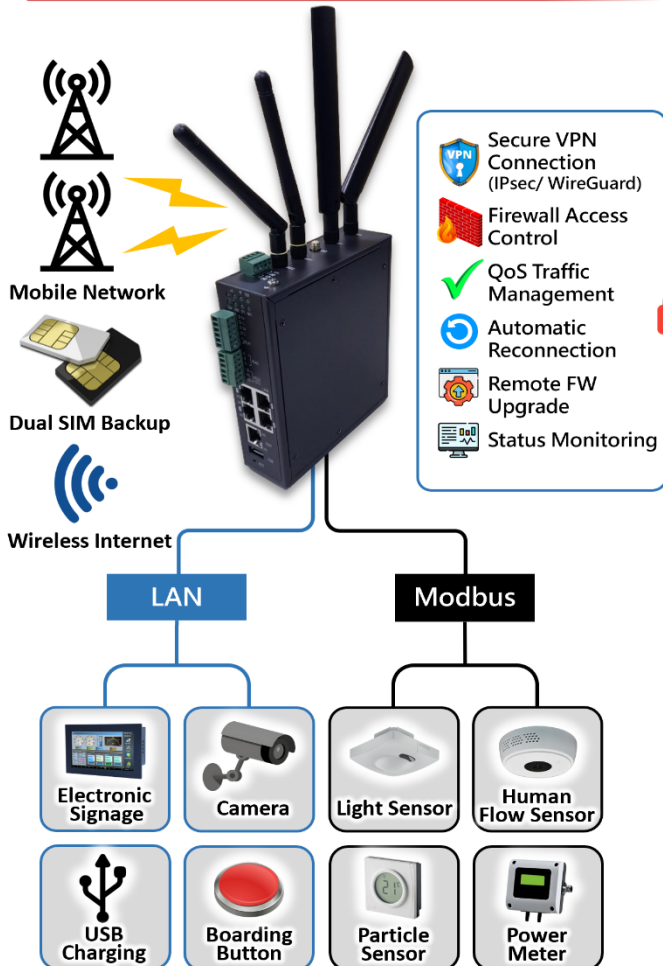 Mobile Network
Dual SIM Backup
Wireless Internet
VPN
Secure VPN
Connection
(IPsec/ WireGuard)
Firewall Access
Control
QoS Traffic
Management
Automatic
Reconnection
Remote FW
Upgrade
Status Monitoring
LAN
Modbus
Electronic
Signage
Camera
Light Sensor
Human
Flow Sensor
USB
Charging
Boarding
Button
21°
Particle
Sensor
Power
Meter